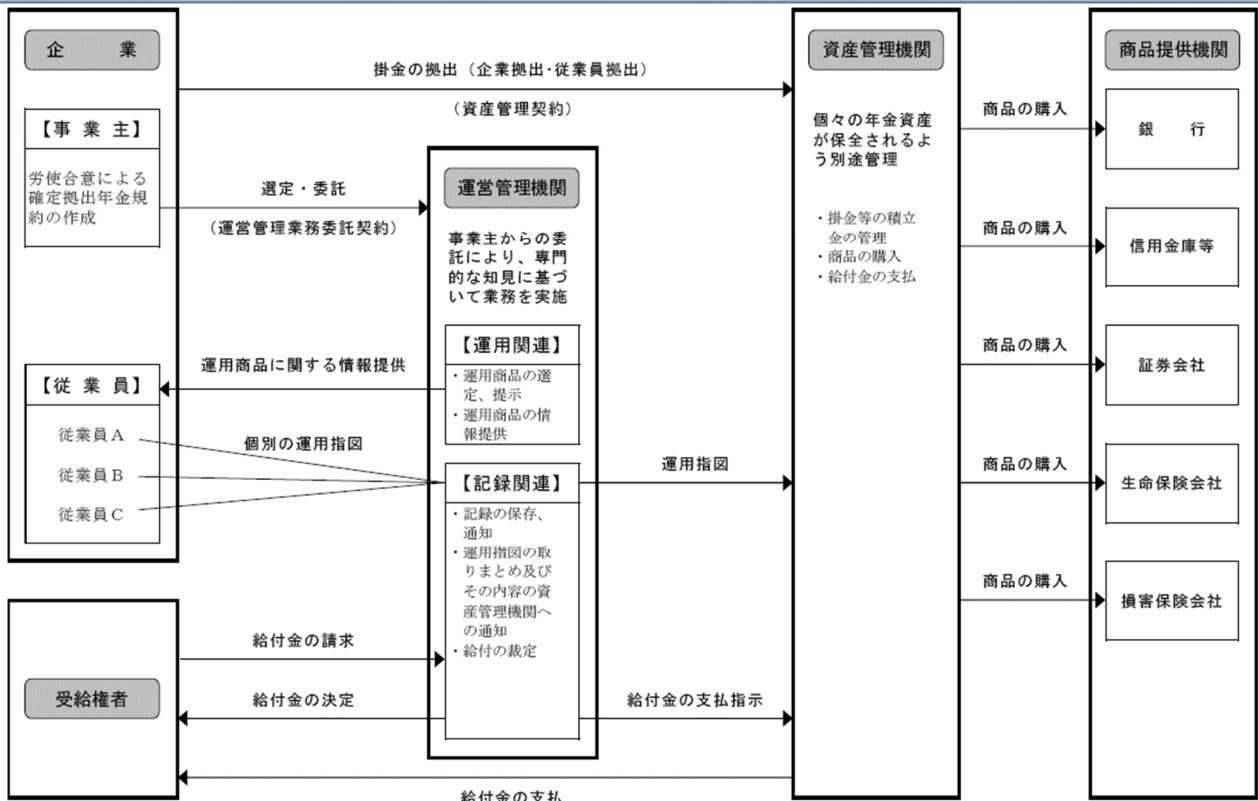 企　業
【事 業 主】
労使合意による
確定拠出年金規
約の作成
【従 業 員】
従業員A
従業員B
従業員C
受給権者
掛金の拠出（企業拠出･従業員拠出）
（資産管理契約）
選定・委託
（運営管理業務委託契約）
運用商品に関する情報提供
個別の運用指図
給付金の請求
給付金の決定
給付金の支払
運営管理機関
事業主からの委
託により、専門
的な知見に基づ
いて業務を実施
【運用関連】
・運用商品の選
定、提示
・運用商品の情
報提供
【記録関連】
・記録の保存、
通知
・運用指図の取
りまとめ及び
その内容の資
産管理機関へ
の通知
・給付の裁定
運用指図
給付金の支払指示
資産管理機関
個々の年金資産
が保全されるよ
う別途管理
・掛金等の積立
金の管理
・商品の購入
・給付金の支払
商品の購入
商品の購入
商品の購入
商品の購入
商品の購入
商品提供機関
銀　行
信用金庫等
証券会社
生命保険会社
損害保険会社